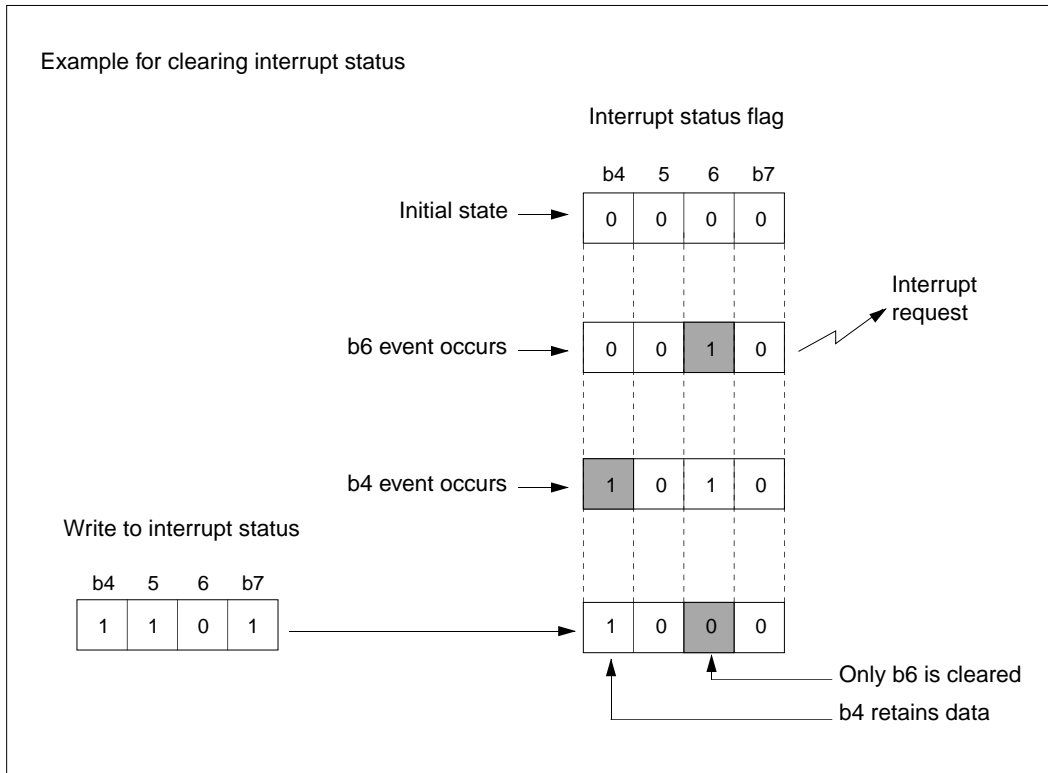 Example for clearing interrupt status
Interrupt status flag
b4 5 6 b7
Initial state
0 0 0 0
Interrupt
request
b6 event occurs
0 0 1 0
b4 event occurs
1 0 1 0
Write to interrupt status
b4 5 6 b7
1 1 0 1
1 0 0 0
Only b6 is cleared
b4 retains data